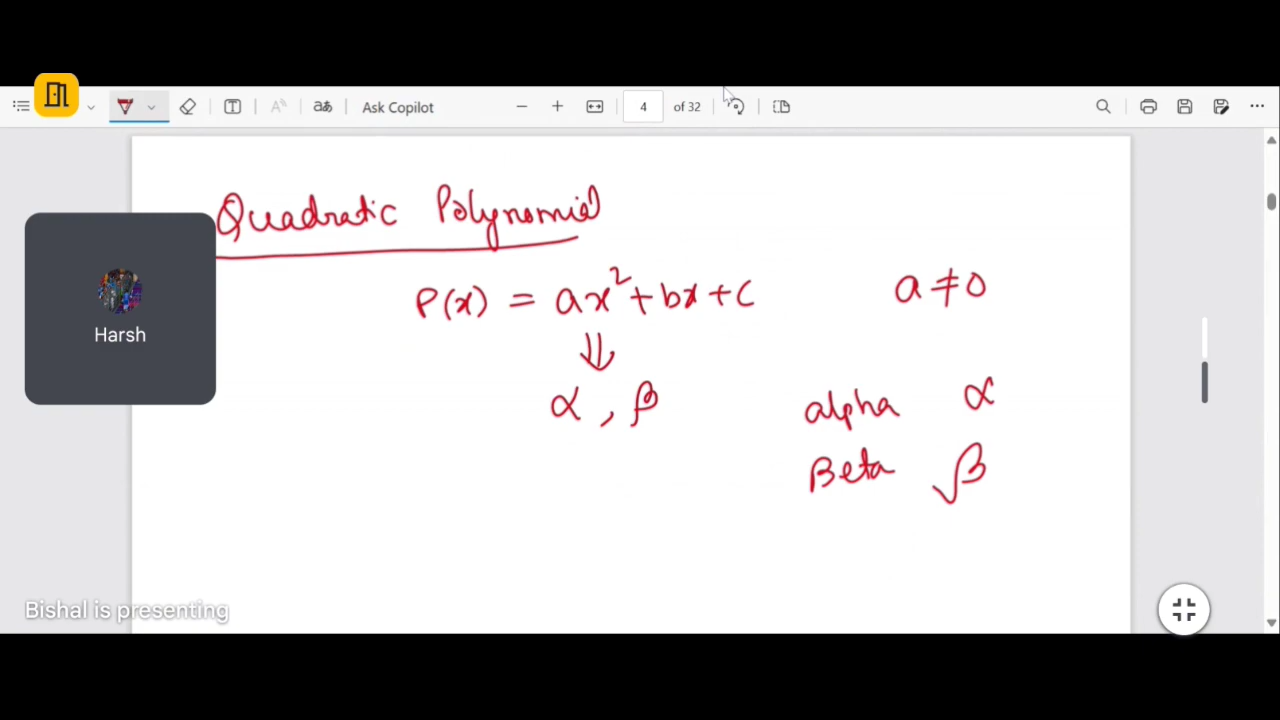 Ask Copilot
4 of 32
Quadratic Polynomial
P(x) = ax²+bx+c a ≠ 0
⇓
α , β
alpha α
Beta β
Harsh
Bishal is presenting